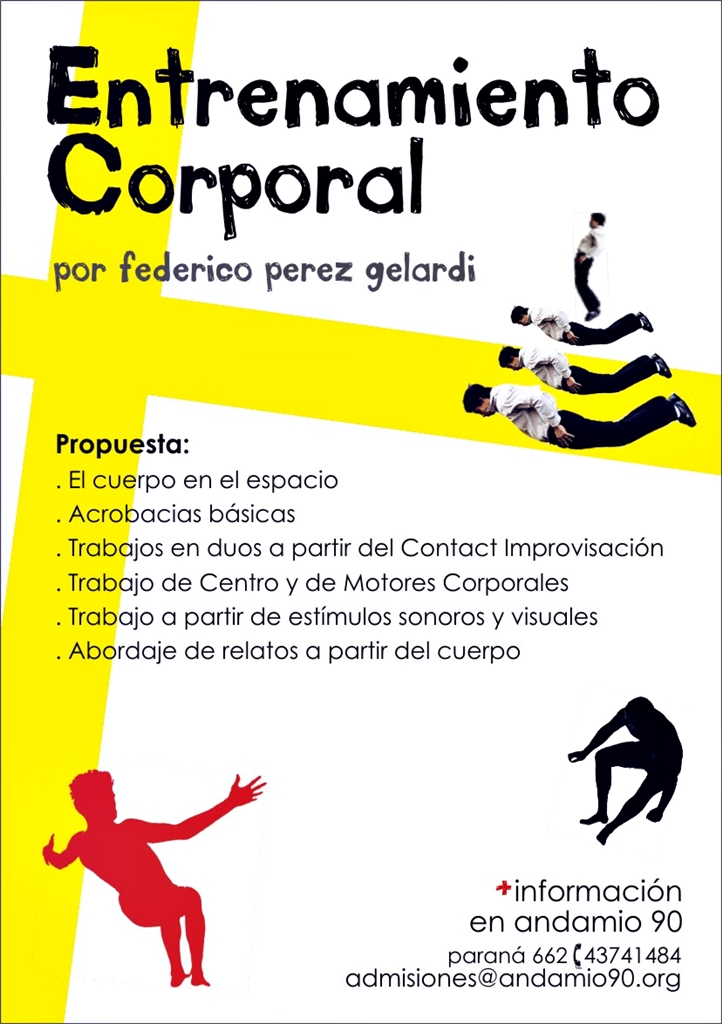 Entrenamiento
Corporal
por federico perez gelardi
Propuesta:
. El cuerpo en el espacio
. Acrobacias básicas
. Trabajos en duos a partir del Contact Improvisación
. Trabajo de Centro y de Motores Corporales
. Trabajo a partir de estímulos sonoros y visuales
. Abordaje de relatos a partir del cuerpo
+información
en andamio 90
paraná 662 43741484
admisiones@andamio90.org